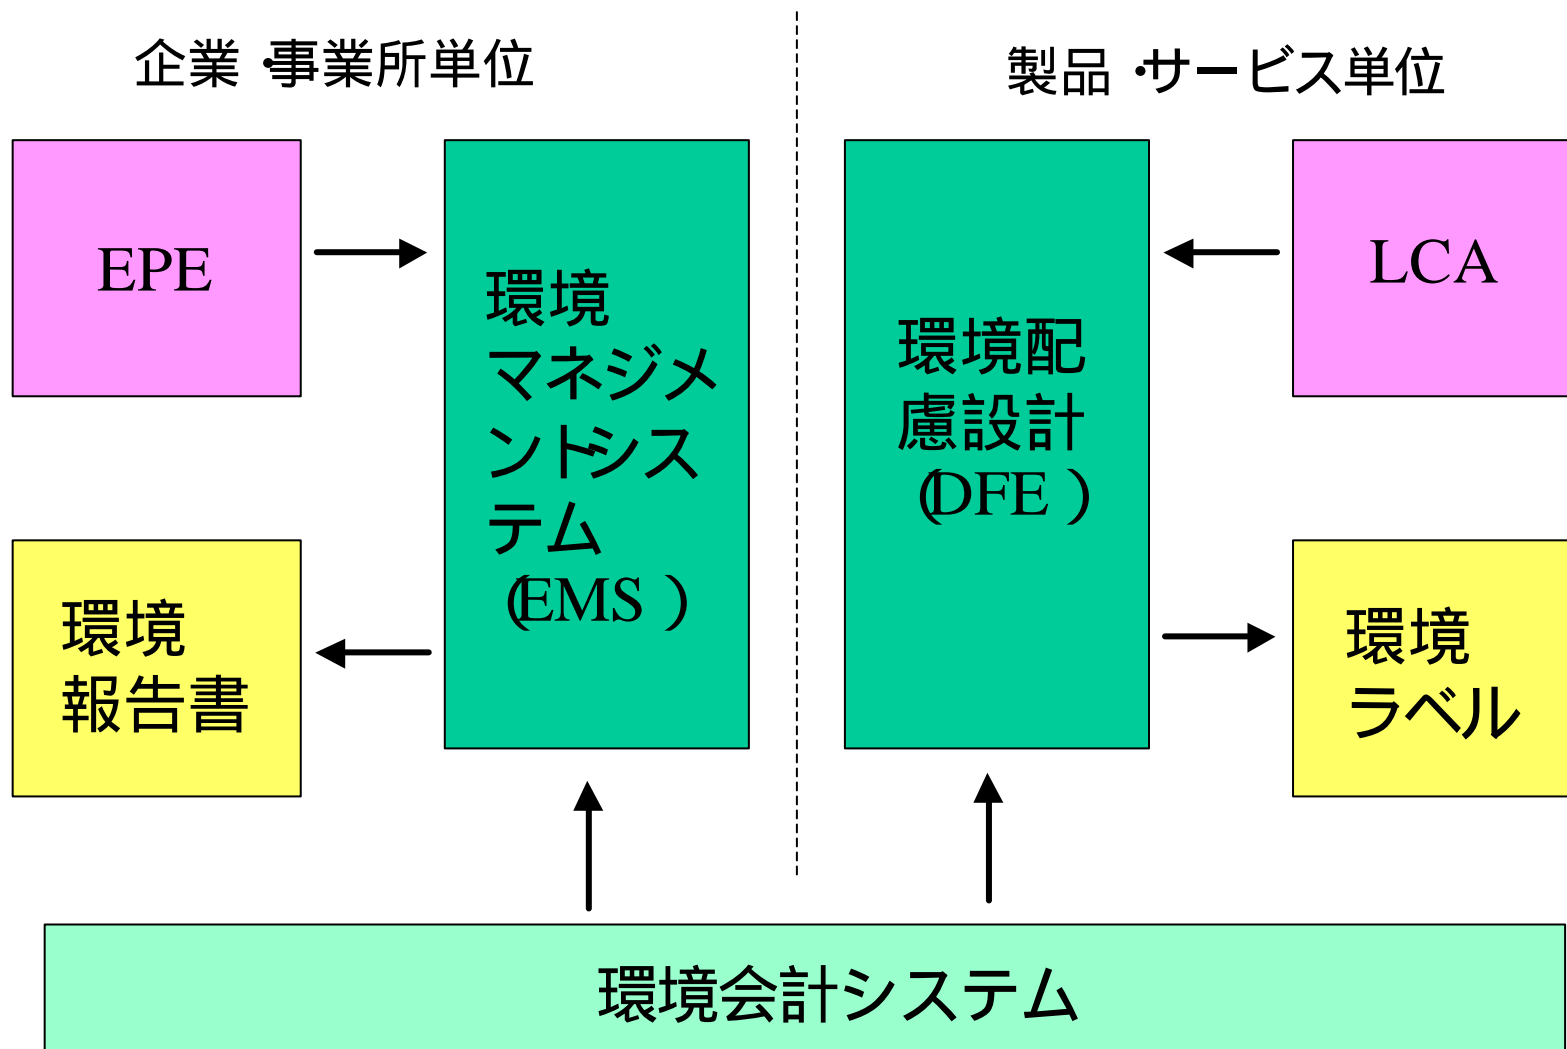 企業・事業所単位
製品・サービス単位
EPE
環境
マネジメ
ントシス
テム
（EMS）
環境
報告書
環境配
慮設計
（DFE）
LCA
環境
ラベル
環境会計システム